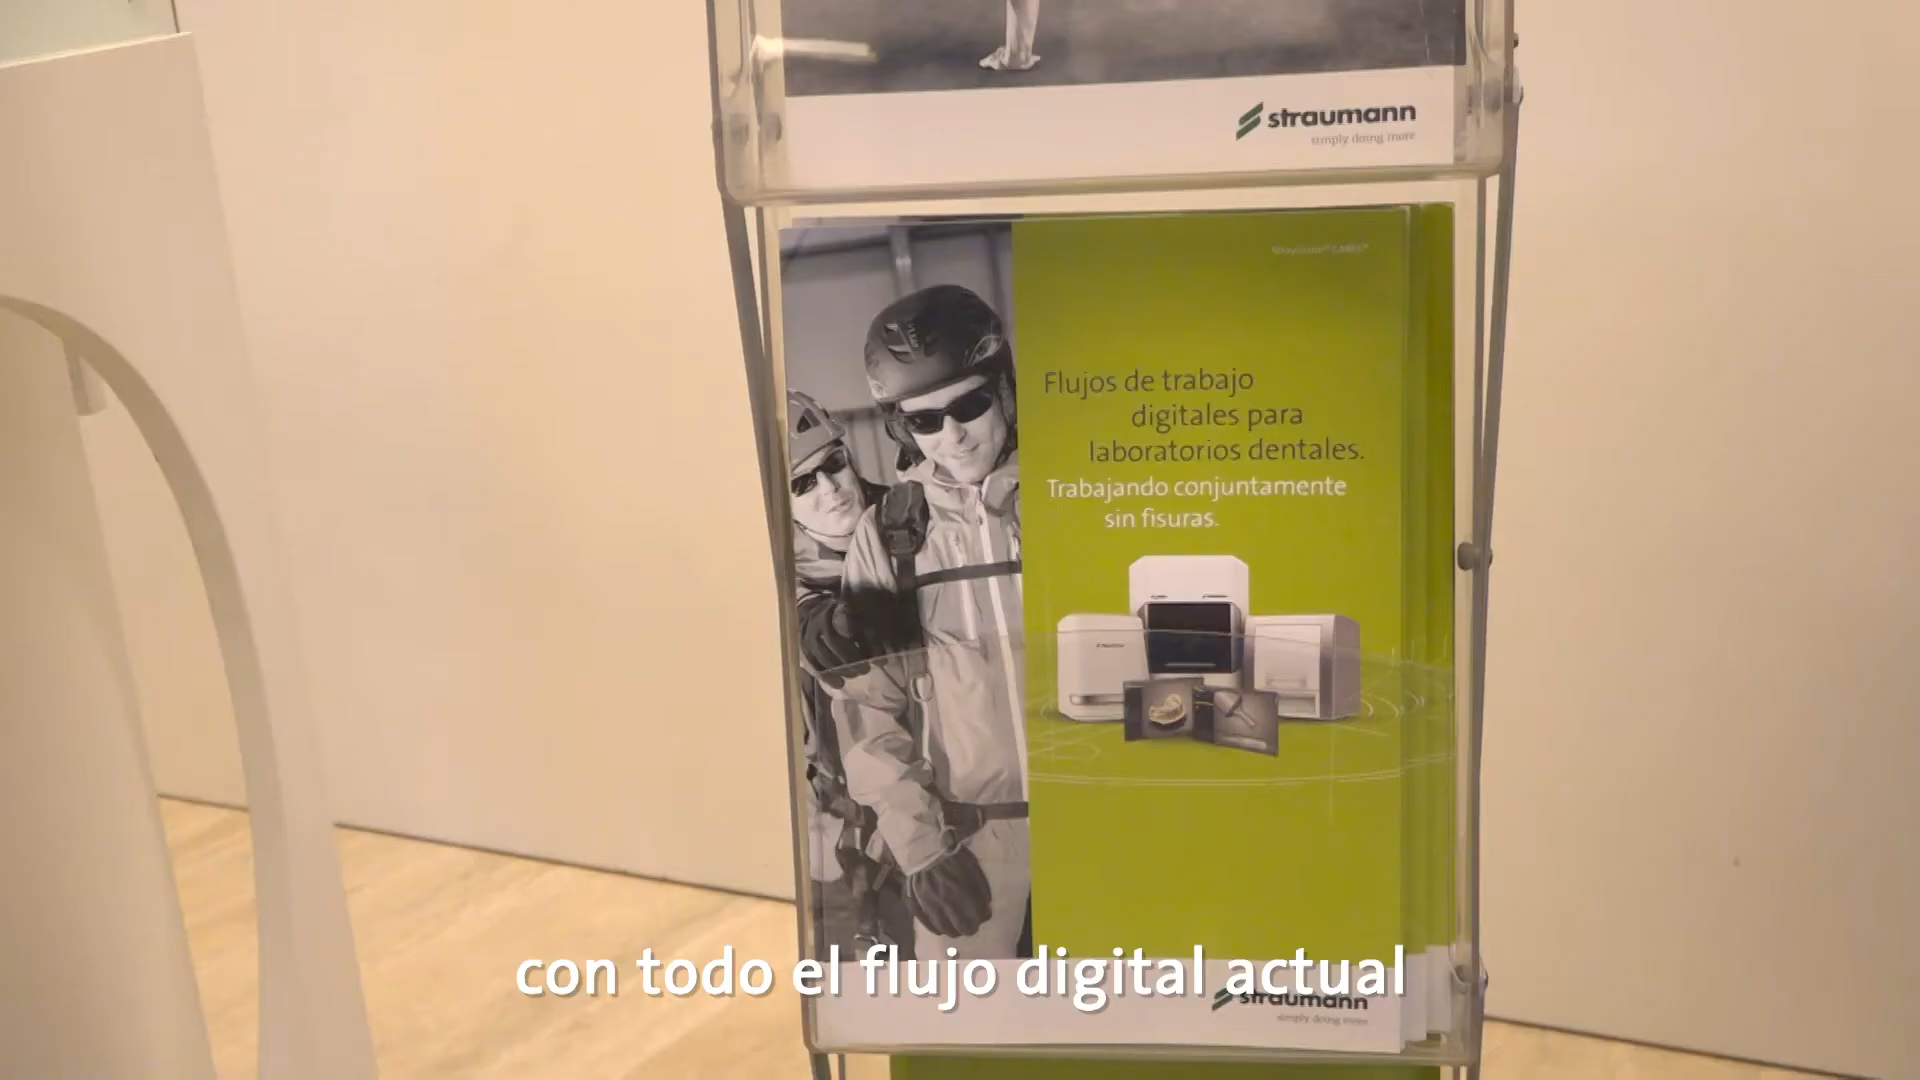 straumann
simply doing more
Flujos de trabajo
digitales para
laboratorios dentales.
Trabajando conjuntamente
sin fisuras.
con todo el flujo digital actual
straumann
simply doing more